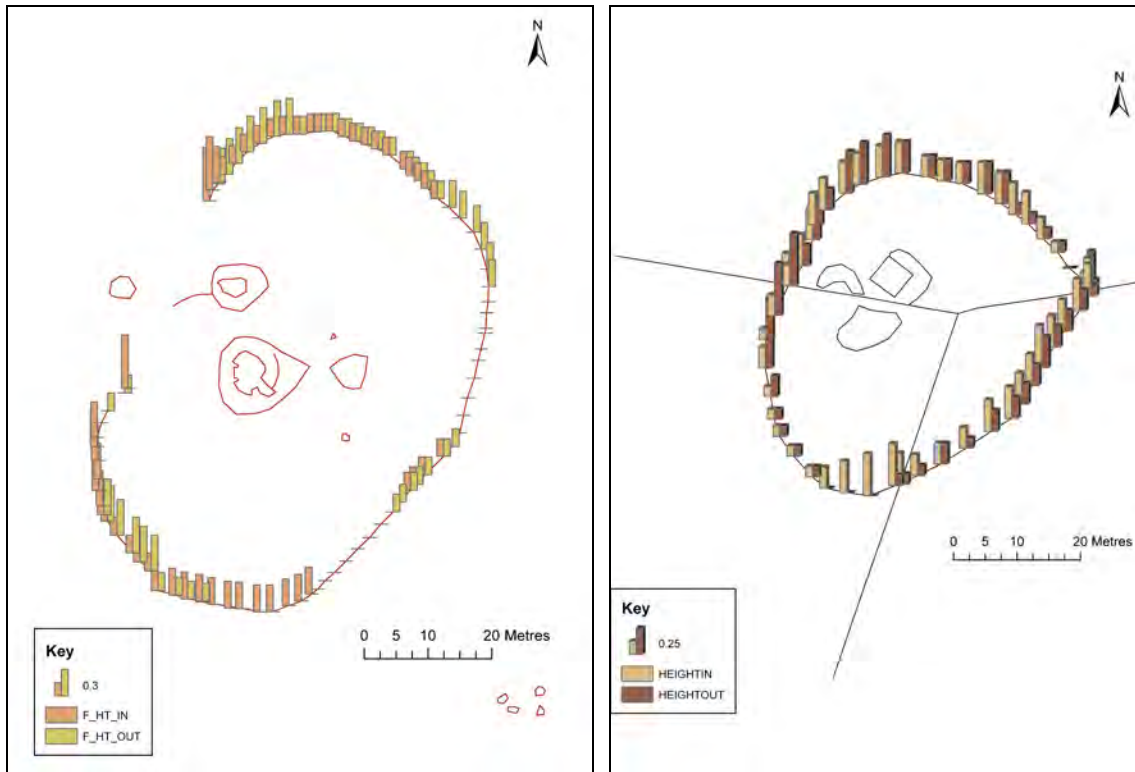 N
0 5 10 20 Metres
Key
0.3
F_HT_IN
F_HT_OUT
N
0 5 10 20 Metres
Key
0.25
HEIGHTIN
HEIGHTOUT